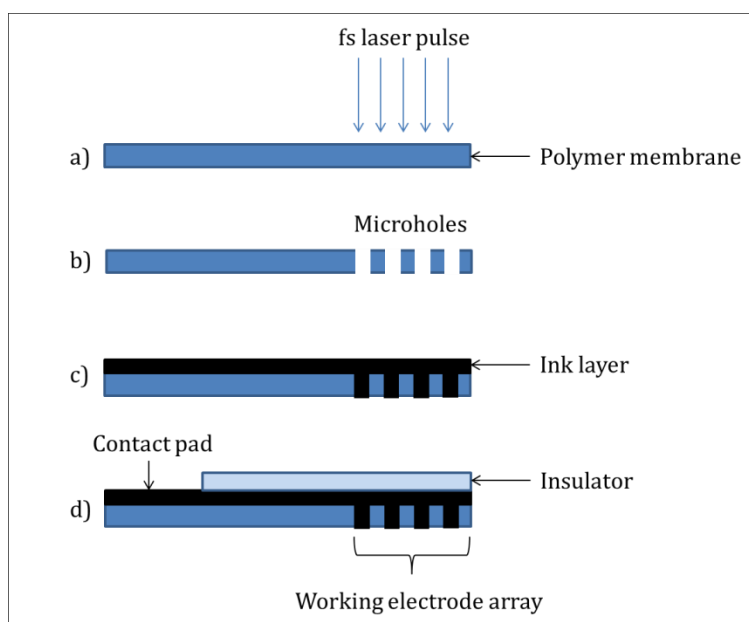 fs laser pulse
a)
Polymer membrane
Microholes
b)
c)
Ink layer
Contact pad
Insulator
d)
Working electrode array